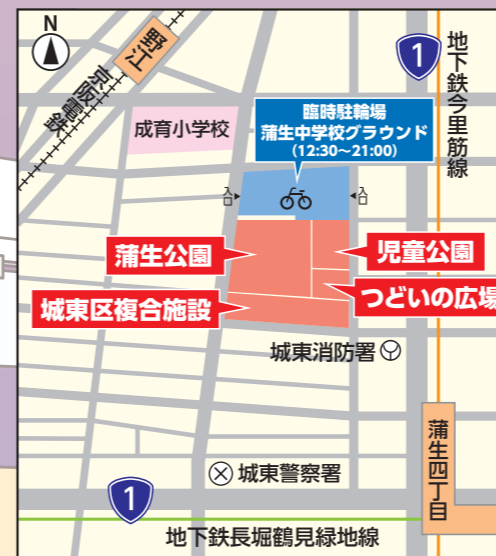 N
野江
京阪電鉄
成育小学校
臨時駐輪場
蒲生中学校グラウンド
(12:30〜21:00)
1
地下鉄今里筋線
蒲生公園
児童公園
城東区複合施設
つどいの広場
城東消防署
城東警察署
蒲生四丁目
1
地下鉄長堀鶴見緑地線